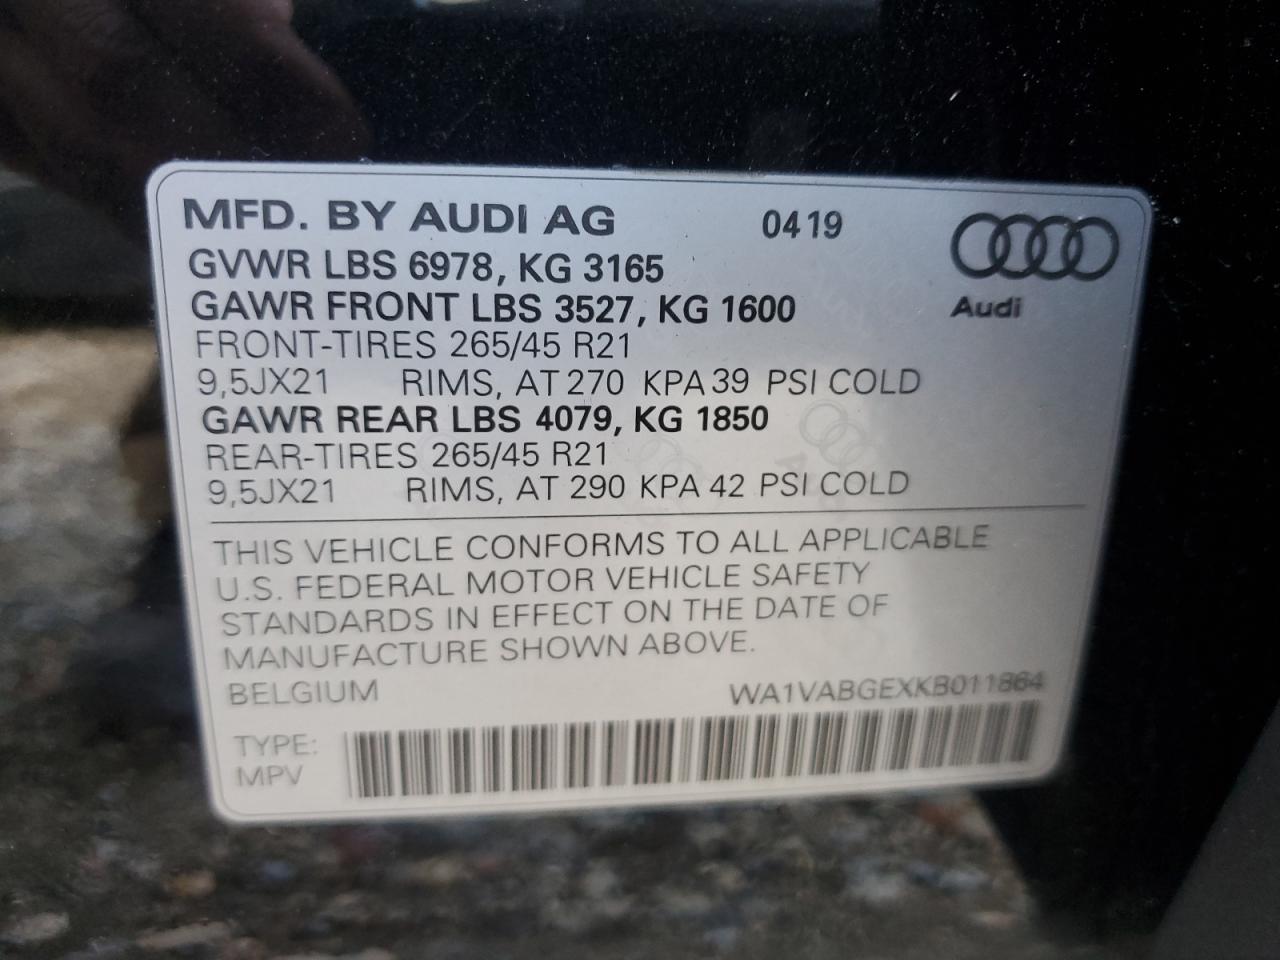 MFD. BY AUDI AG 0419
GVWR LBS 6978, KG 3165
GAWR FRONT LBS 3527, KG 1600
Audi
FRONT-TIRES 265/45 R21
9,5JX21 RIMS, AT 270 KPA 39 PSI COLD
GAWR REAR LBS 4079, KG 1850
REAR-TIRES 265/45 R21
9,5JX21 RIMS, AT 290 KPA 42 PSI COLD
THIS VEHICLE CONFORMS TO ALL APPLICABLE
U.S. FEDERAL MOTOR VEHICLE SAFETY
STANDARDS IN EFFECT ON THE DATE OF
MANUFACTURE SHOWN ABOVE.
BELGIUM WA1VABGEXKB011864
TYPE:
MPV